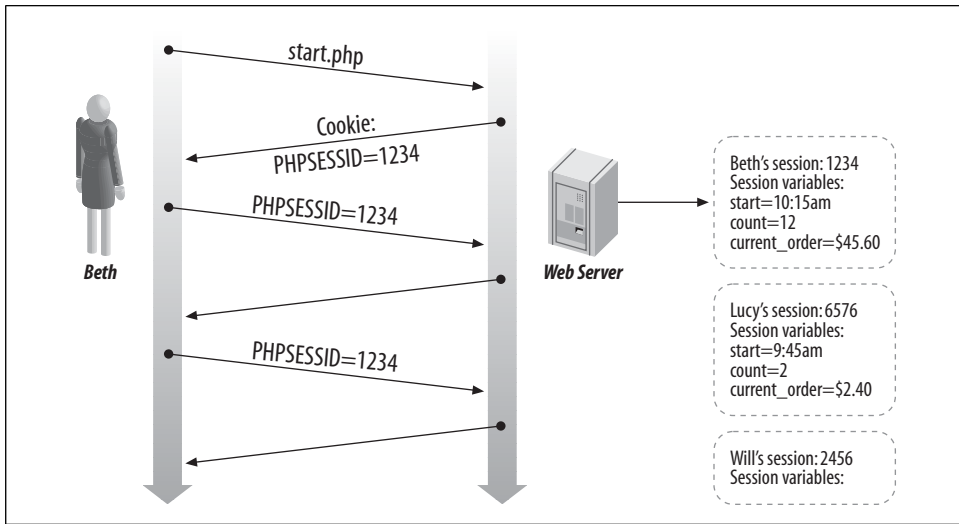 start.php
Cookie:
PHPSESSID=1234
PHPSESSID=1234
PHPSESSID=1234
Beth
Web Server
Beth's session: 1234
Session variables:
start=10:15am
count=12
current_order=$45.60
Lucy's session: 6576
Session variables:
start=9:45am
count=2
current_order=$2.40
Will's session: 2456
Session variables: